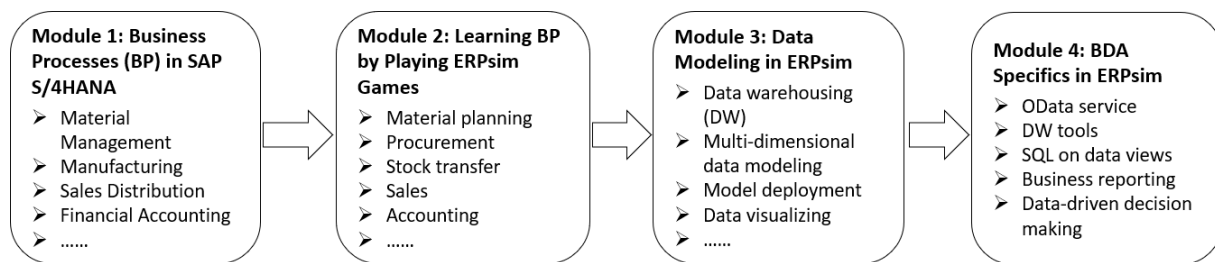 Module 1: Business
Processes (BP) in SAP
S/4HANA
➢ Material
Management
➢ Manufacturing
➢ Sales Distribution
➢ Financial Accounting
➢ ……
Module 2: Learning BP
by Playing ERPsim
Games
➢ Material planning
➢ Procurement
➢ Stock transfer
➢ Sales
➢ Accounting
➢ ……
Module 3: Data
Modeling in ERPsim
➢ Data warehousing
(DW)
➢ Multi-dimensional
data modeling
➢ Model deployment
➢ Data visualizing
➢ ……
Module 4: BDA
Specifics in ERPsim
➢ OData service
➢ DW tools
➢ SQL on data views
➢ Business reporting
➢ Data-driven decision
making